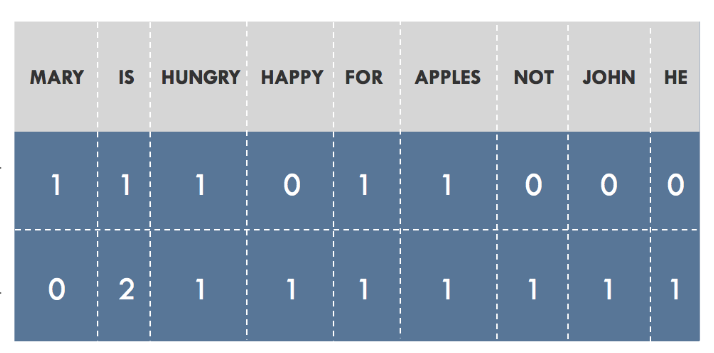 MARY IS HUNGRY HAPPY FOR APPLES NOT JOHN HE
1 1 1 0 1 1 0 0 0
0 2 1 1 1 1 1 1 1